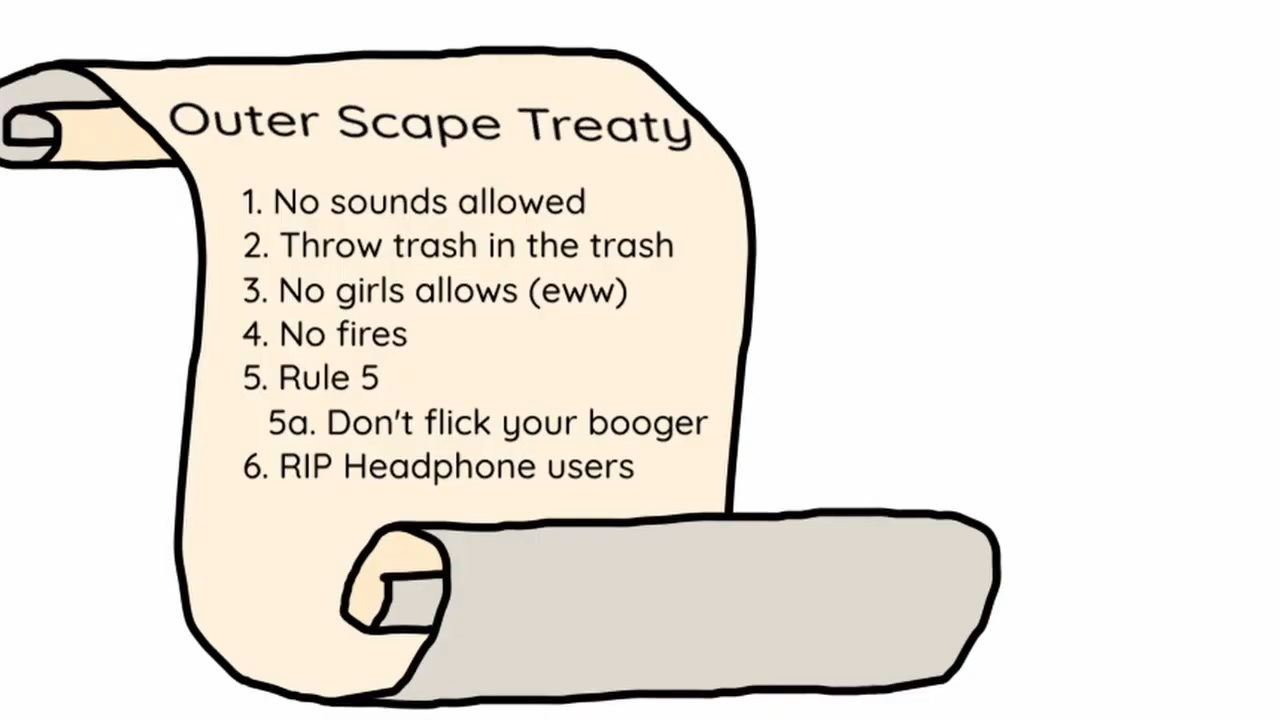 Outer Scape Treaty
1. No sounds allowed
2. Throw trash in the trash
3. No girls allows (eww)
4. No fires
5. Rule 5
5a. Don't flick your booger
6. RIP Headphone users